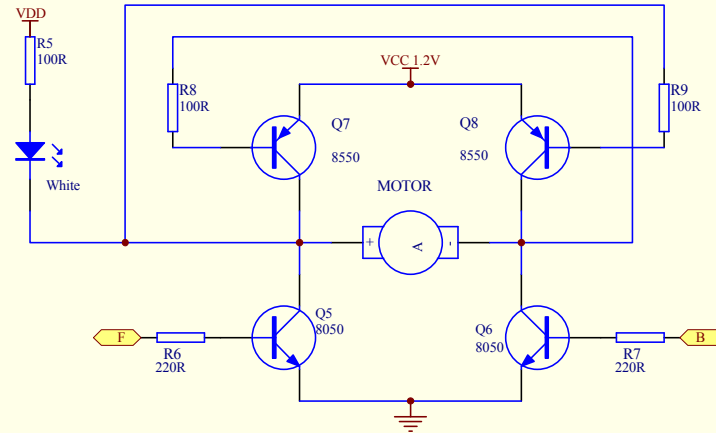 VDD
R5
100R
White
R8
100R
VCC 1.2V
R9
100R
Q7
8550
Q8
8550
MOTOR
+
A
-
Q5
8050
Q6
8050
F
R6
220R
R7
220R
B